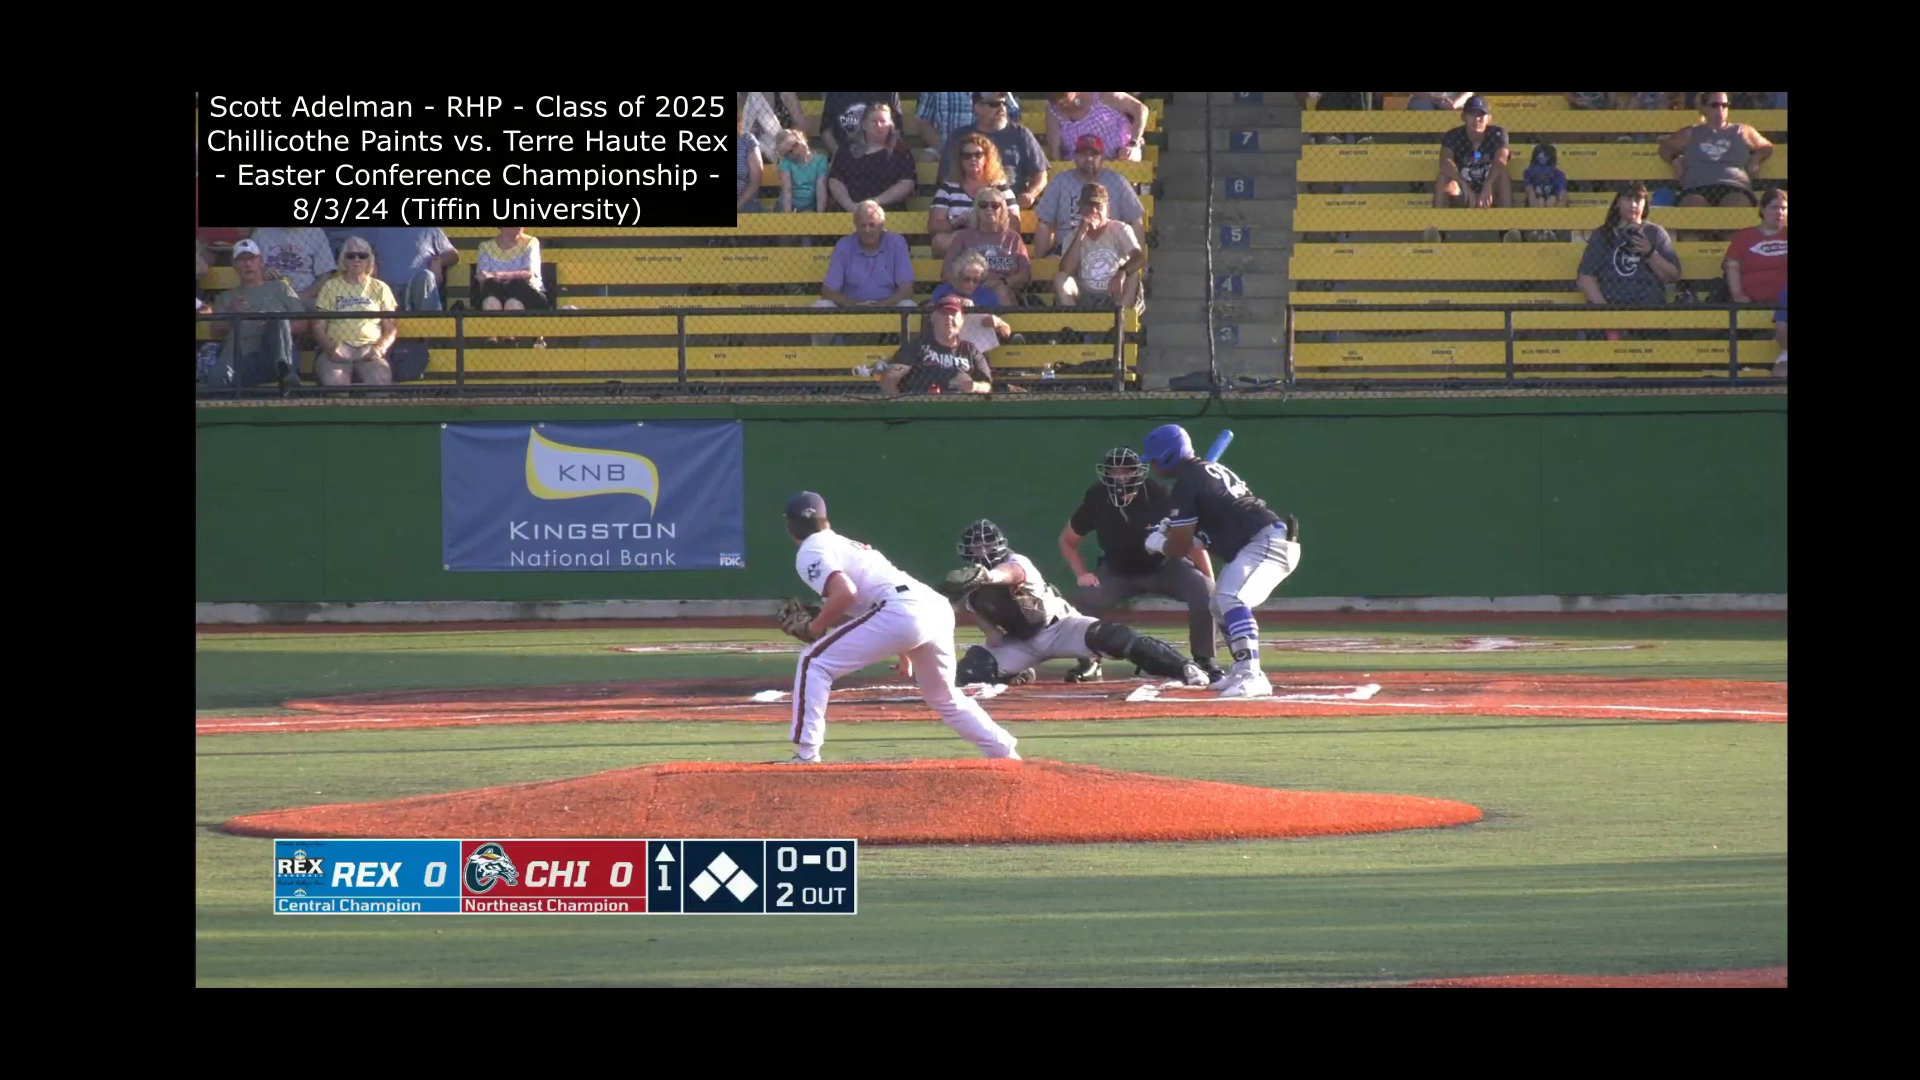 Scott Adelman - RHP - Class of 2025
Chillicothe Paints vs. Terre Haute Rex
- Easter Conference Championship -
8/3/24 (Tiffin University)
7
6
5
4
3
PAINTS
KNB
KINGSTON
National Bank
FDIC
REX REX 0 CHI 0 1 0-0
2 OUT
Central Champion Northeast Champion